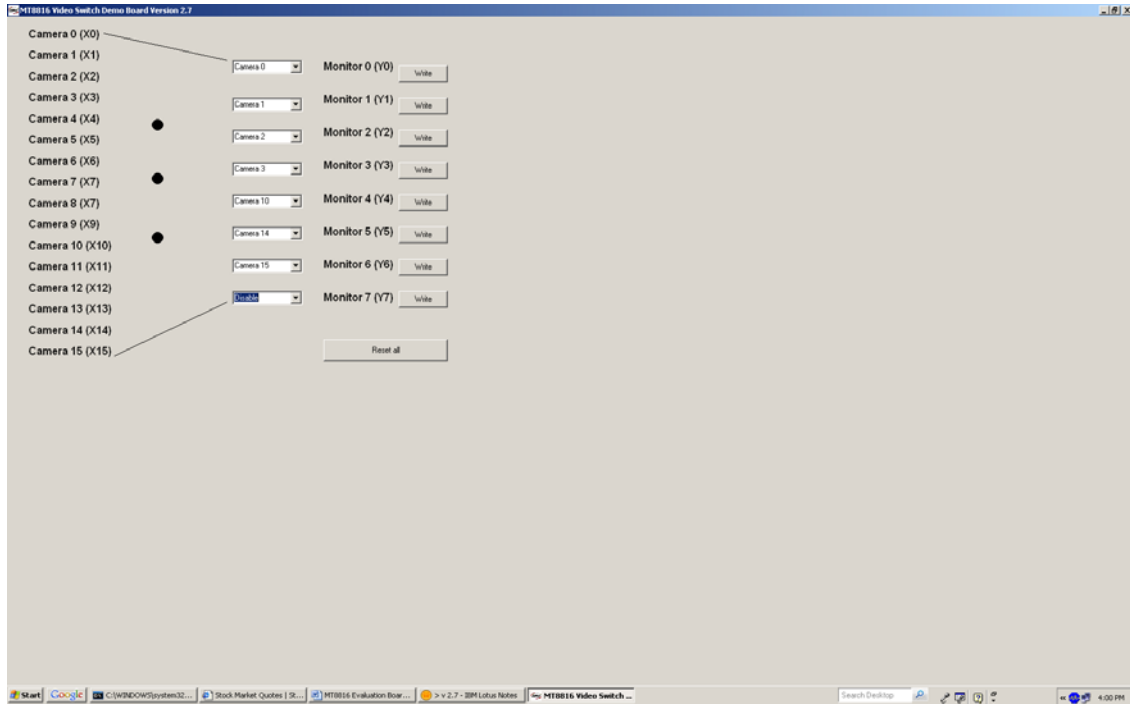 MT8816 Video Switch Demo Board Version 2.7
Camera 0 (X0)
Camera 1 (X1)
Camera 2 (X2)
Camera 3 (X3)
Camera 4 (X4)
Camera 5 (X5)
Camera 6 (X6)
Camera 7 (X7)
Camera 8 (X7)
Camera 9 (X9)
Camera 10 (X10)
Camera 11 (X11)
Camera 12 (X12)
Camera 13 (X13)
Camera 14 (X14)
Camera 15 (X15)
Camera 0 Monitor 0 (Y0) Write
Camera 1 Monitor 1 (Y1) Write
Camera 2 Monitor 2 (Y2) Write
Camera 3 Monitor 3 (Y3) Write
Camera 10 Monitor 4 (Y4) Write
Camera 14 Monitor 5 (Y5) Write
Camera 15 Monitor 6 (Y6) Write
Disable Monitor 7 (Y7) Write
Reset all
Start Google C:\WINDOWS\system32... Stock Market Quotes | St... MT8816 Evaluation Boar... > v 2.7 - IBM Lotus Notes MT8816 Video Switch ... Search Desktop 4:00 PM